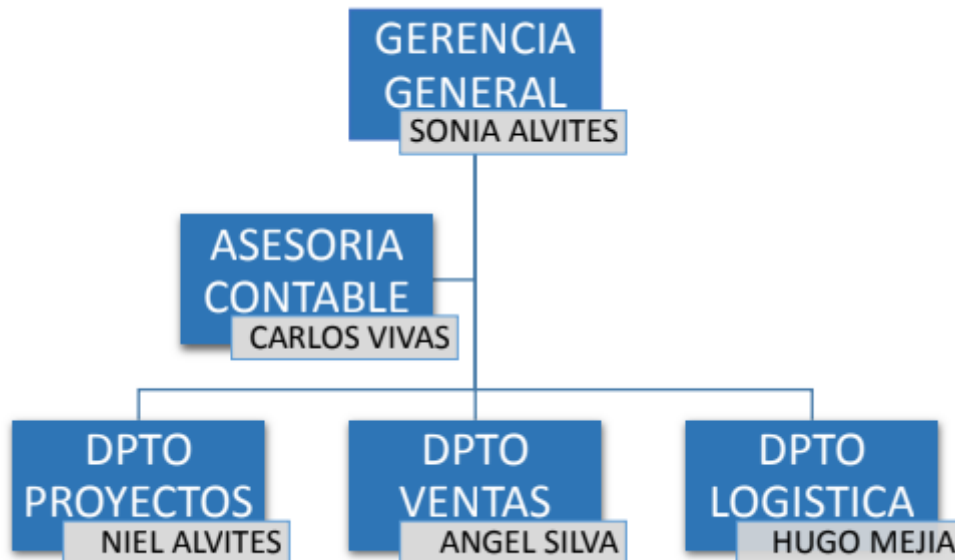 GERENCIA
GENERAL
SONIA ALVITES
ASESORIA
CONTABLE
CARLOS VIVAS
DPTO
PROYECTOS
NIEL ALVITES
DPTO
VENTAS
ANGEL SILVA
DPTO
LOGISTICA
HUGO MEJIA